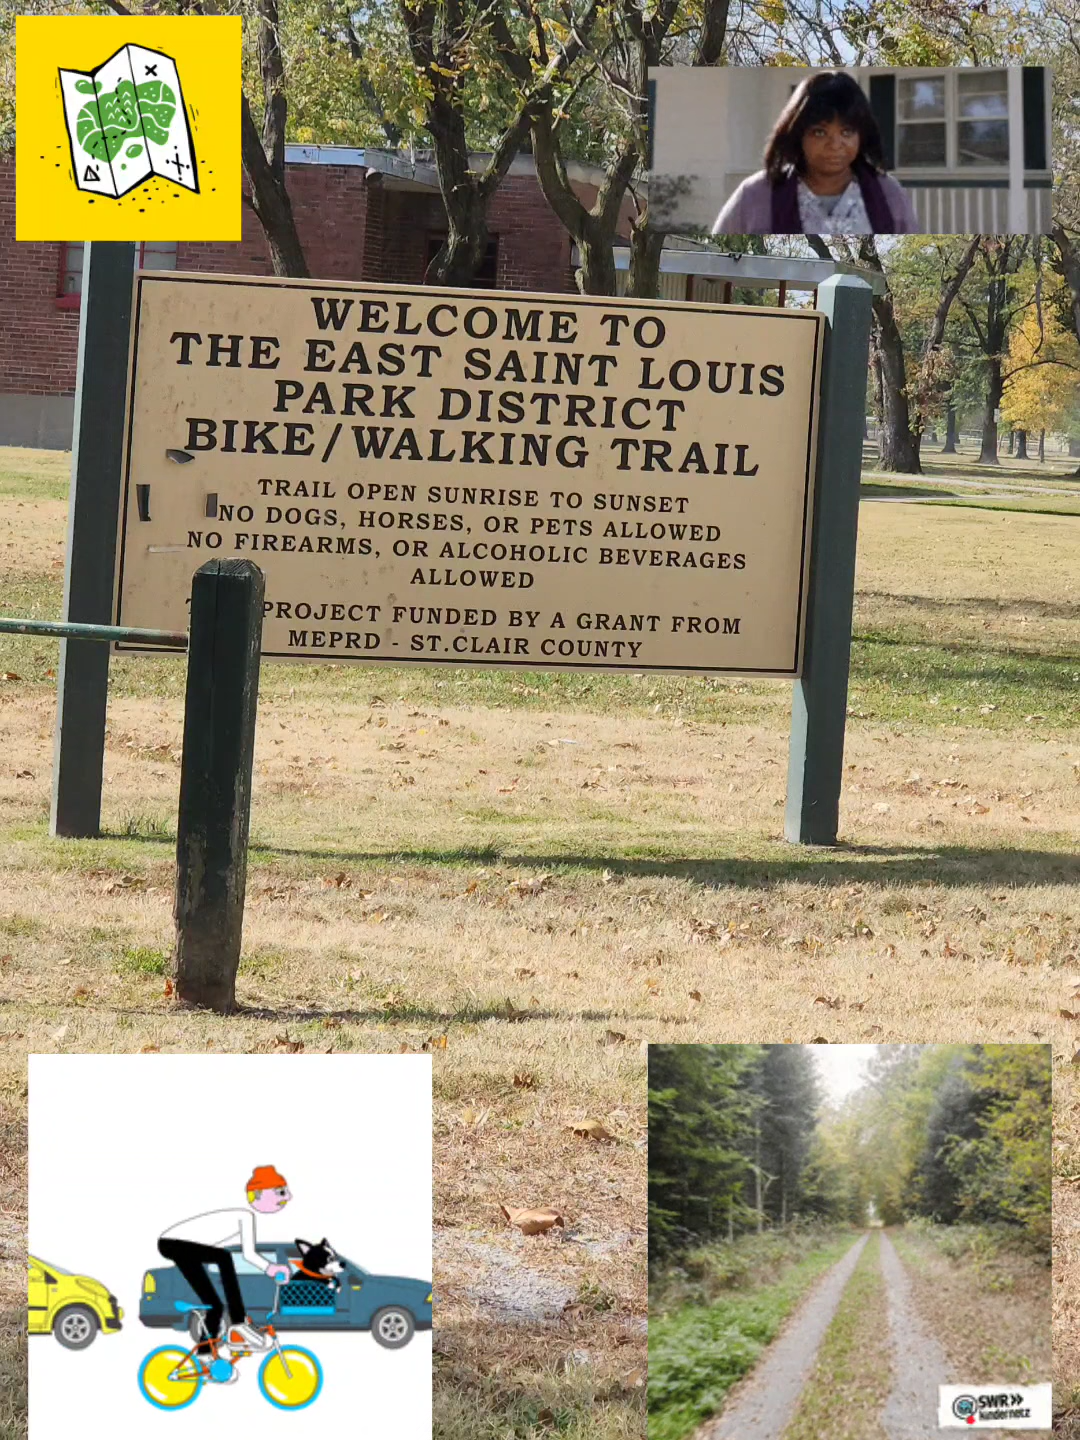 WELCOME TO
THE EAST SAINT LOUIS
PARK DISTRICT
BIKE/WALKING TRAIL
TRAIL OPEN SUNRISE TO SUNSET
NO DOGS, HORSES, OR PETS ALLOWED
NO FIREARMS, OR ALCOHOLIC BEVERAGES
ALLOWED
PROJECT FUNDED BY A GRANT FROM
MEPRD - ST.CLAIR COUNTY
SWR»
kindernetz